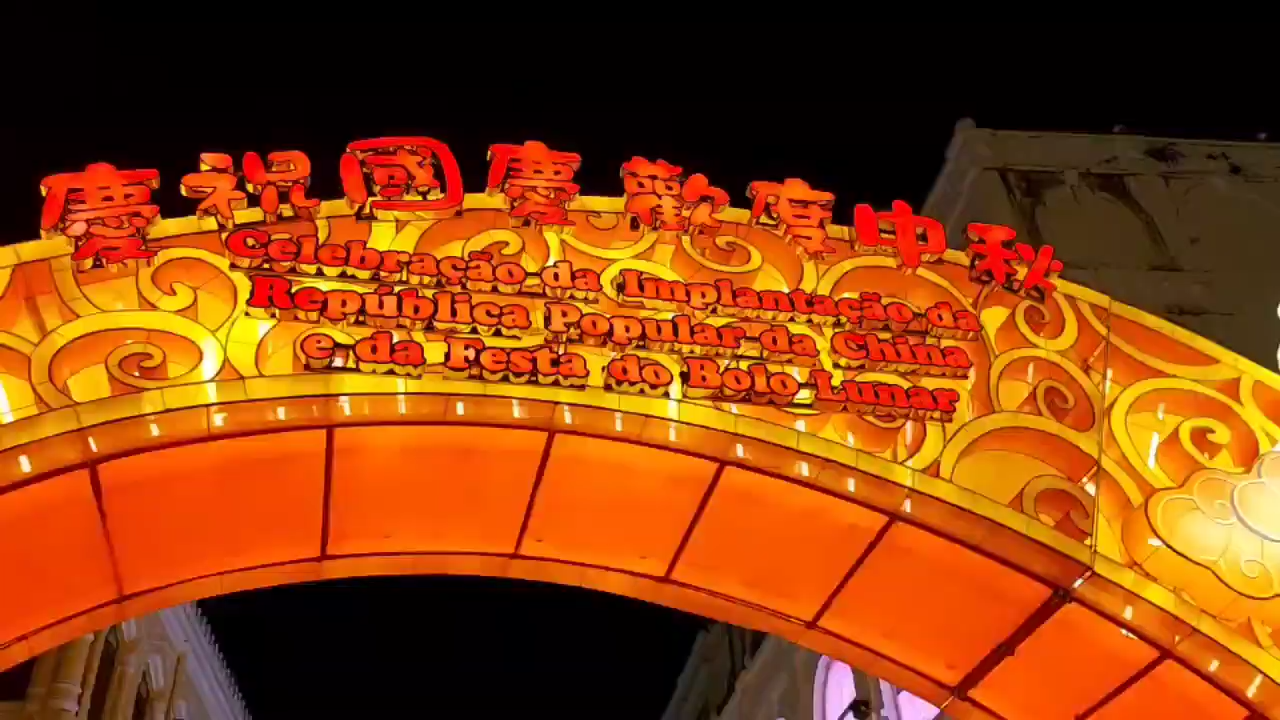 慶祝國慶歡度中秋
Celebração da Implantação da
República Popular da China
e da Festa do Bolo Lunar